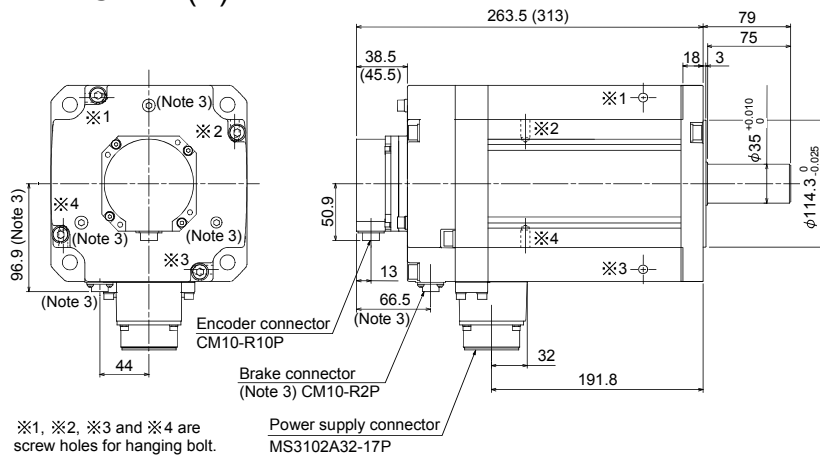 263.5 (313)
79
75
38.5
(45.5)
18
3
(Note 3)
※1
※2
※4
(Note 3)
(Note 3)
※3
96.9 (Note 3)
(Note 3)
44
※1
※2
※4
※3
φ35 +0.010 0
φ114.3 0 -0.025
50.9
13
66.5
(Note 3)
32
191.8
Encoder connector
CM10-R10P
Brake connector
(Note 3) CM10-R2P
Power supply connector
MS3102A32-17P
※1, ※2, ※3 and ※4 are
screw holes for hanging bolt.